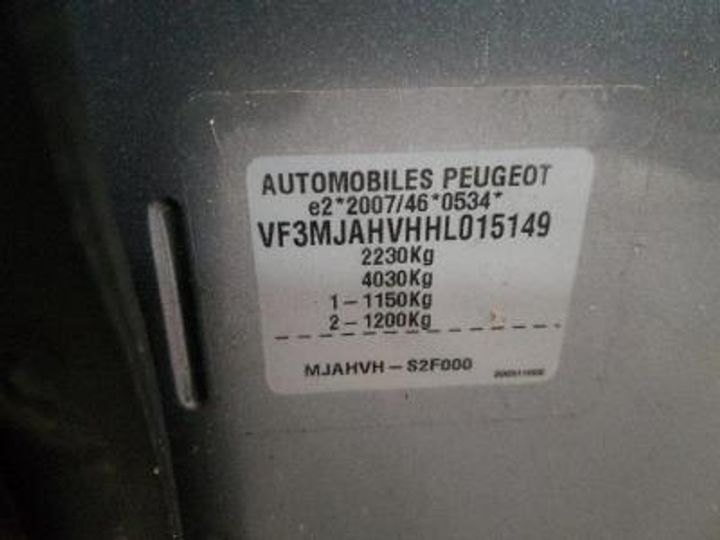 AUTOMOBILES PEUGEOT
e2*2007/46*0534*
VF3MJAHVHHL015149
2230Kg
4030Kg
1-1150Kg
2-1200Kg
MJAHVH-S2F000